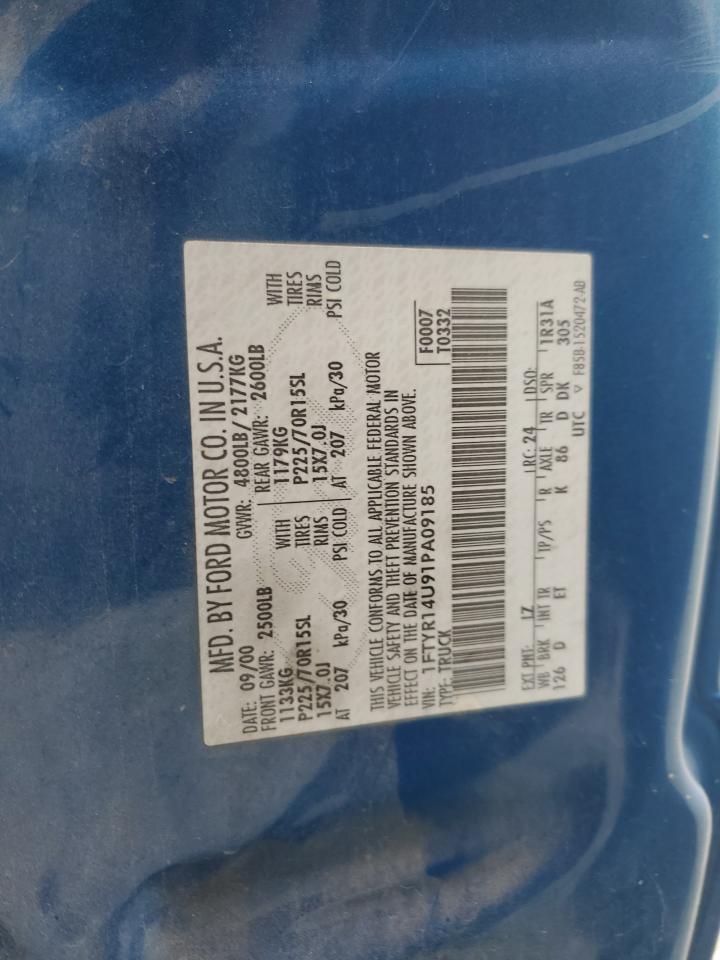 MFD. BY FORD MOTOR CO. IN U.S.A.
DATE: 09/00 GVWR: 4800LB/ 2177KG
FRONT GAWR: 2500LB REAR GAWR: 2600LB
1133KG WITH 1179KG WITH
P225/70R15SL TIRES P225/70R15SL TIRES
15X7.0J RIMS 15X7.0J RIMS
AT 207 kPa/30 PSI COLD AT 207 kPa/30 PSI COLD
THIS VEHICLE CONFORMS TO ALL APPLICABLE FEDERAL MOTOR
VEHICLE SAFETY AND THEFT PREVENTION STANDARDS IN
EFFECT ON THE DATE OF MANUFACTURE SHOWN ABOVE.
VIN: 1FTYR14U91PA09185 F0007
TYPE: TRUCK T0332
EXT PNT: LZ RC: 24 DSO:
WB BRK INT TR TP/PS R AXLE TR SPR 1R31A
126 D ET K 86 D DK 305
UTC ▽ F85B-1520472-AB